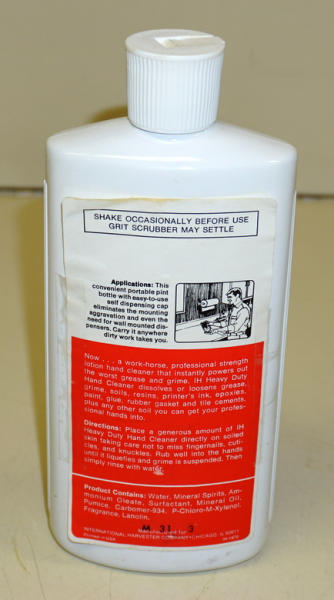 SHAKE OCCASIONALLY BEFORE USE
GRIT SCRUBBER MAY SETTLE
Applications: This
convenient portable pint
bottle with easy-to-use
self dispensing cap
eliminates the mounting
aggravation and even the
need for wall mounted dis-
pensers. Carry it anywhere
dirty work takes you.
Now . . . a work-horse, professional strength
lotion hand cleaner that instantly powers out
the worst grease and grime. IH Heavy Duty
Hand Cleaner dissolves or loosens grease,
grime, soils, resins, printer's ink, epoxies,
paint, glue, rubber gasket and tile cements,
plus any other soil you can get your profes-
sional hands into.
Directions: Place a generous amount of IH
Heavy Duty Hand Cleaner directly on soiled
skin taking care not to miss fingernails, cuti-
cles, and knuckles. Rub well into the hands
until it liquefies and grime is suspended. Then
simply rinse with water.
Product Contains: Water, Mineral Spirits, Am-
monium Oleate, Surfactant, Mineral Oil,
Pumice, Carbomer-934, P-Chloro-M-Xylenol,
Fragrance, Lanolin.
M 31 3
Manufactured for
INTERNATIONAL HARVESTER COMPANY • CHICAGO, IL 60611
Printed in USA